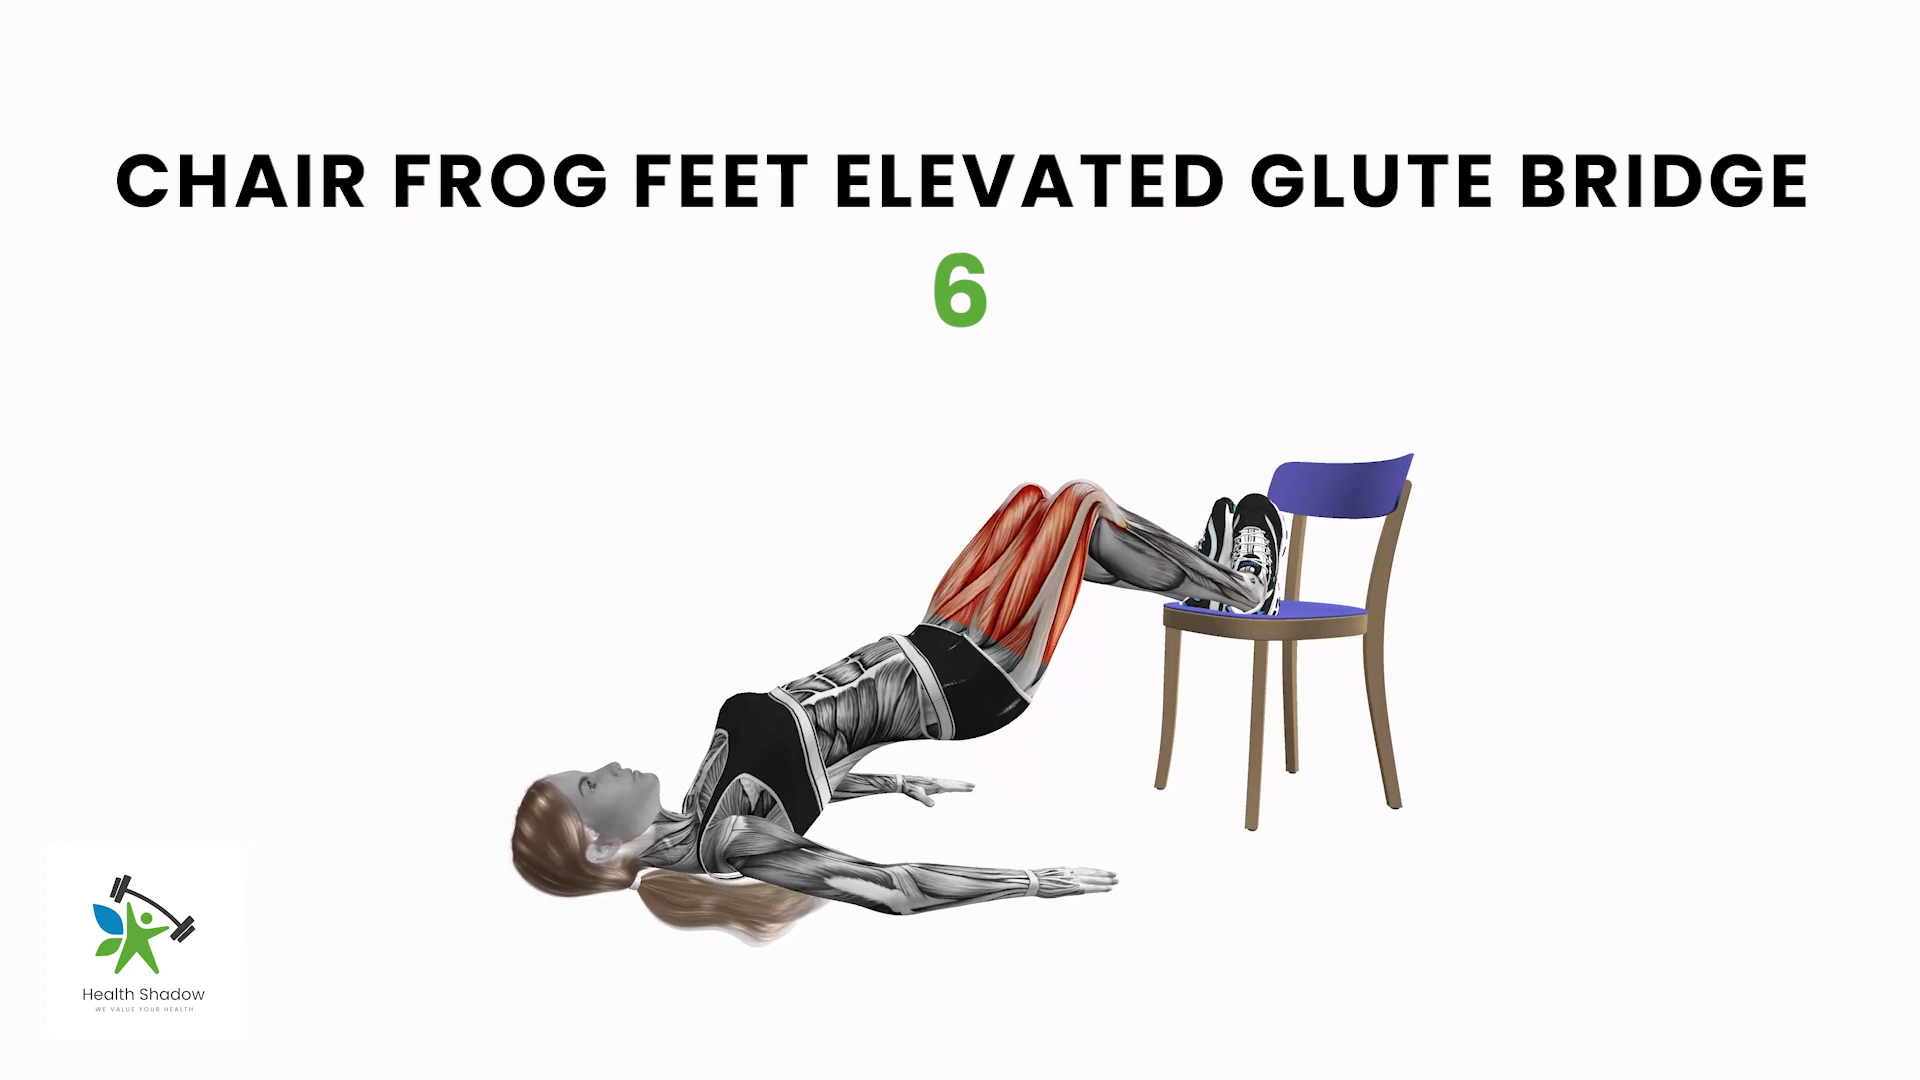 CHAIR FROG FEET ELEVATED GLUTE BRIDGE
6
Health Shadow
WE VALUE YOUR HEALTH